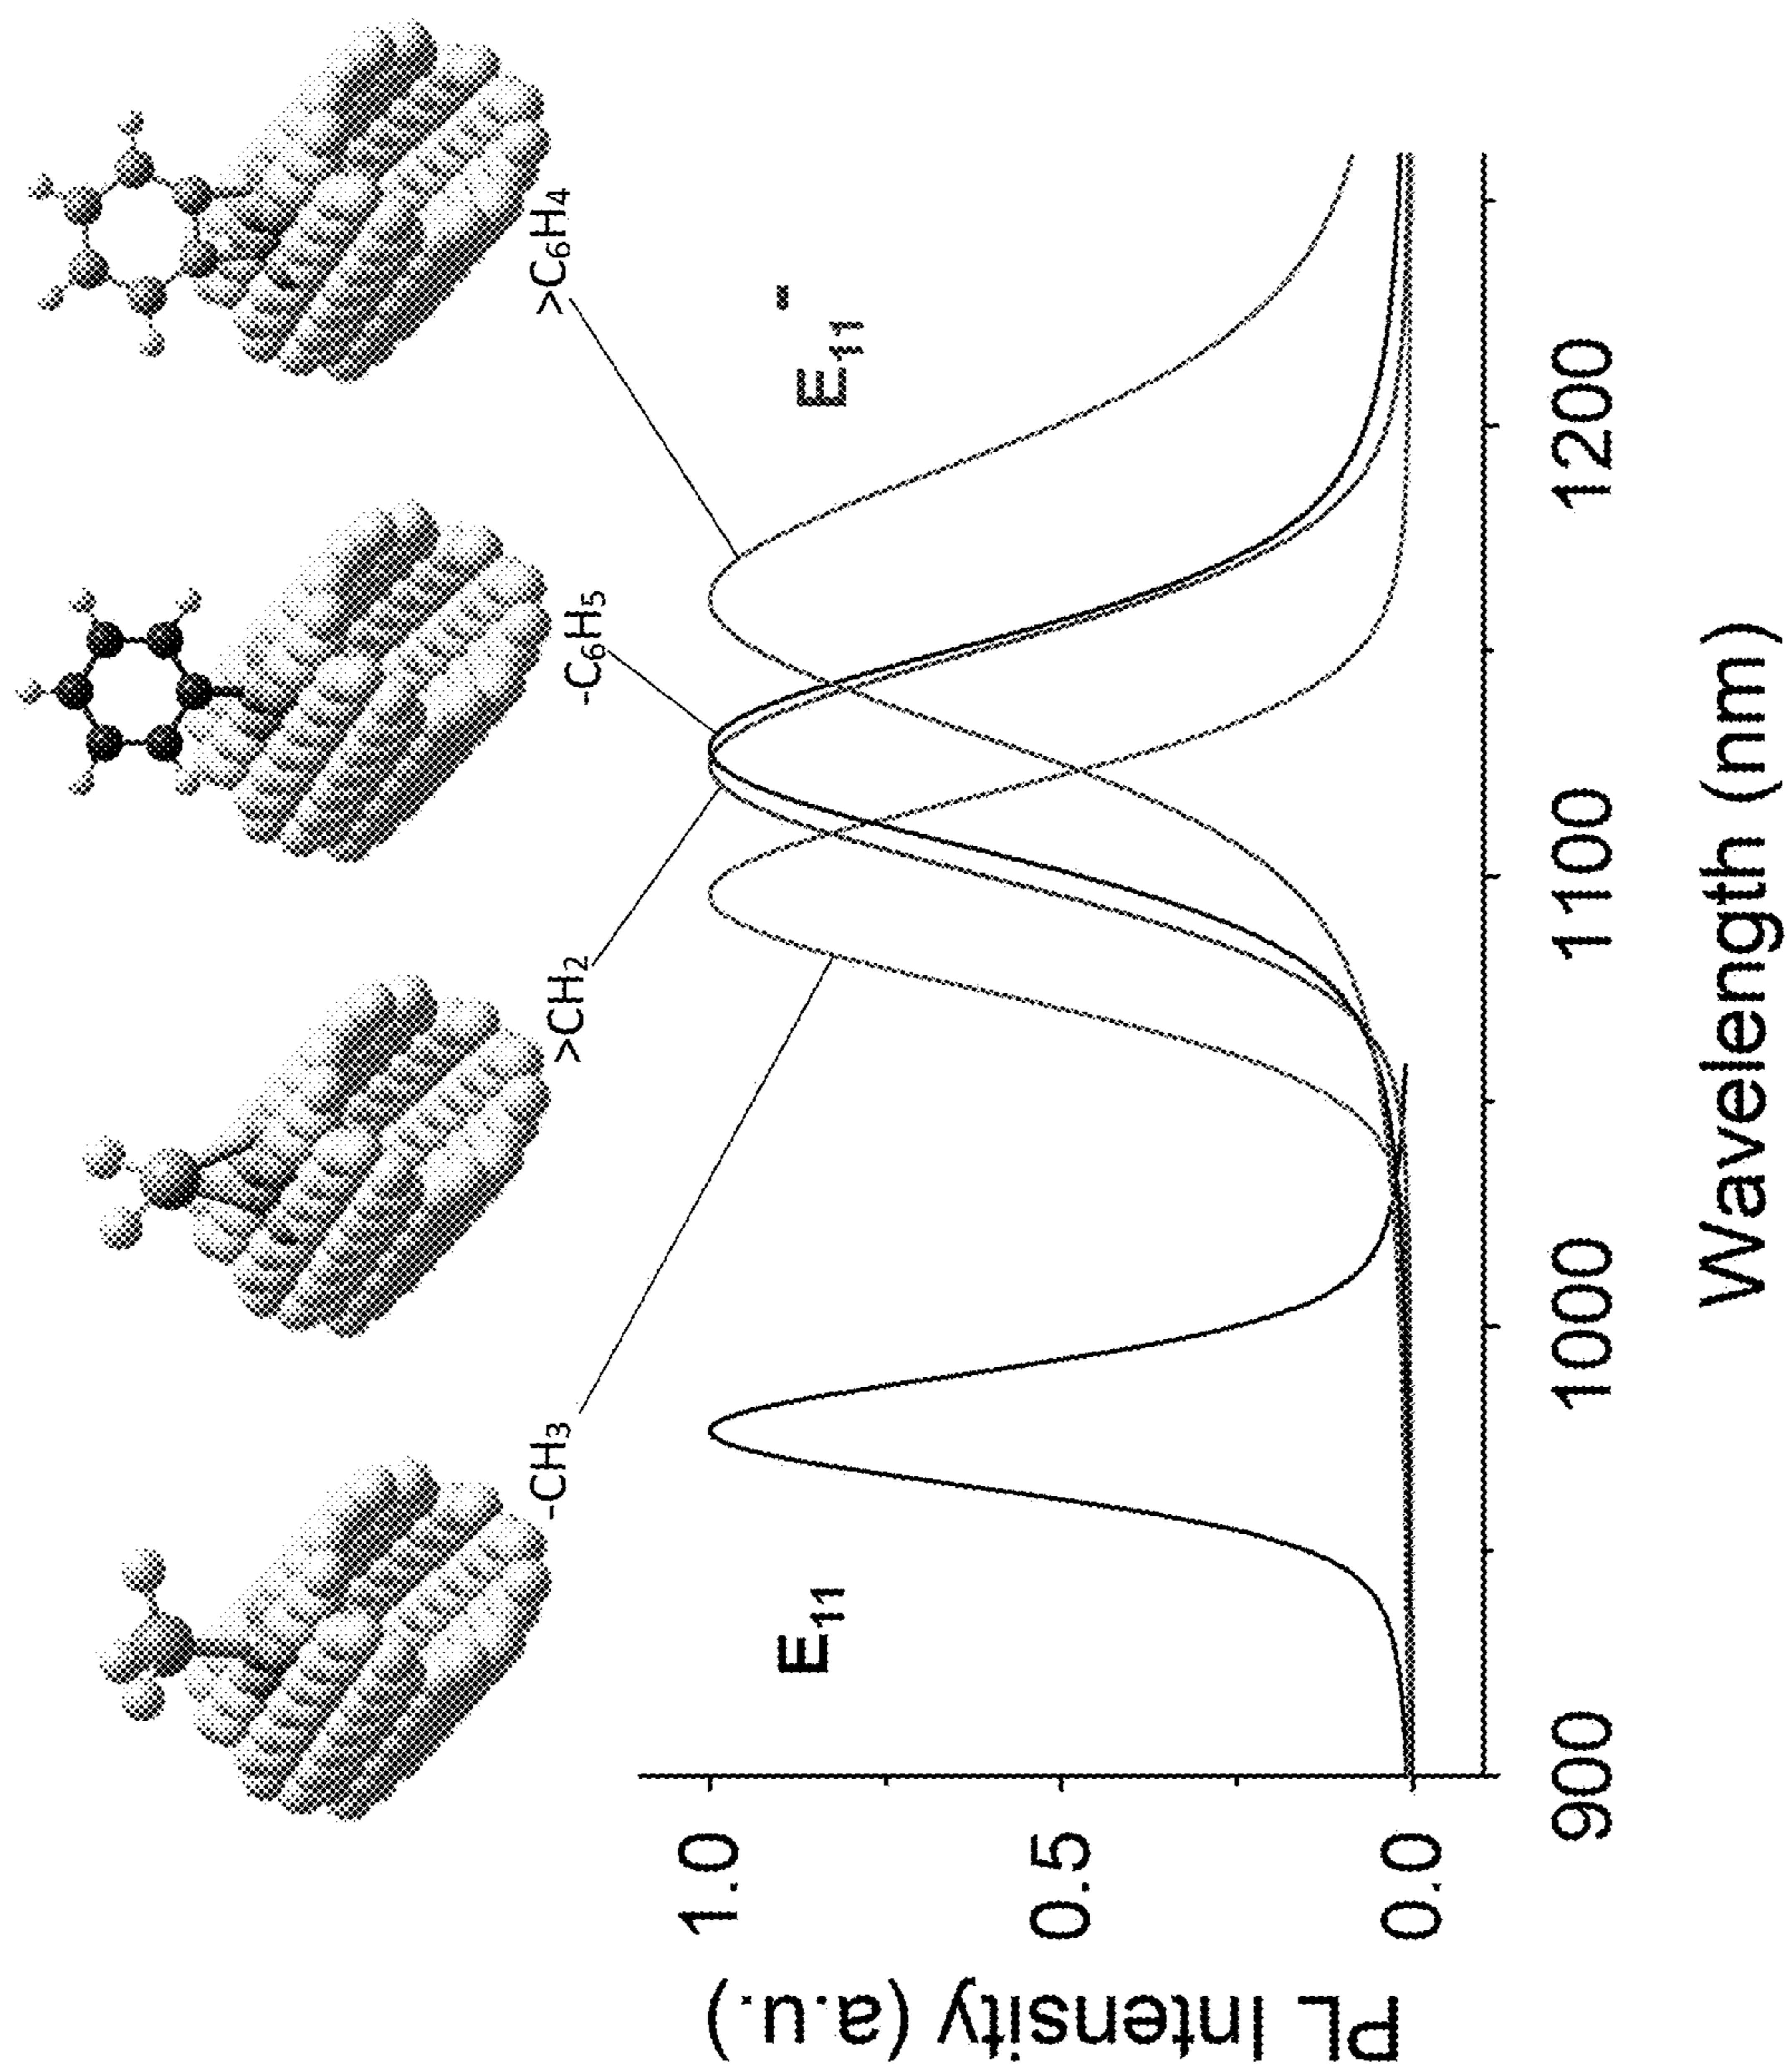 -CH₃
>CH₂
-C₆H₅
>C₆H₄
E₁₁
E₁₁⁻
PL Intensity (a.u.)
1.0
0.5
0.0
900
1000
1100
1200
Wavelength (nm)